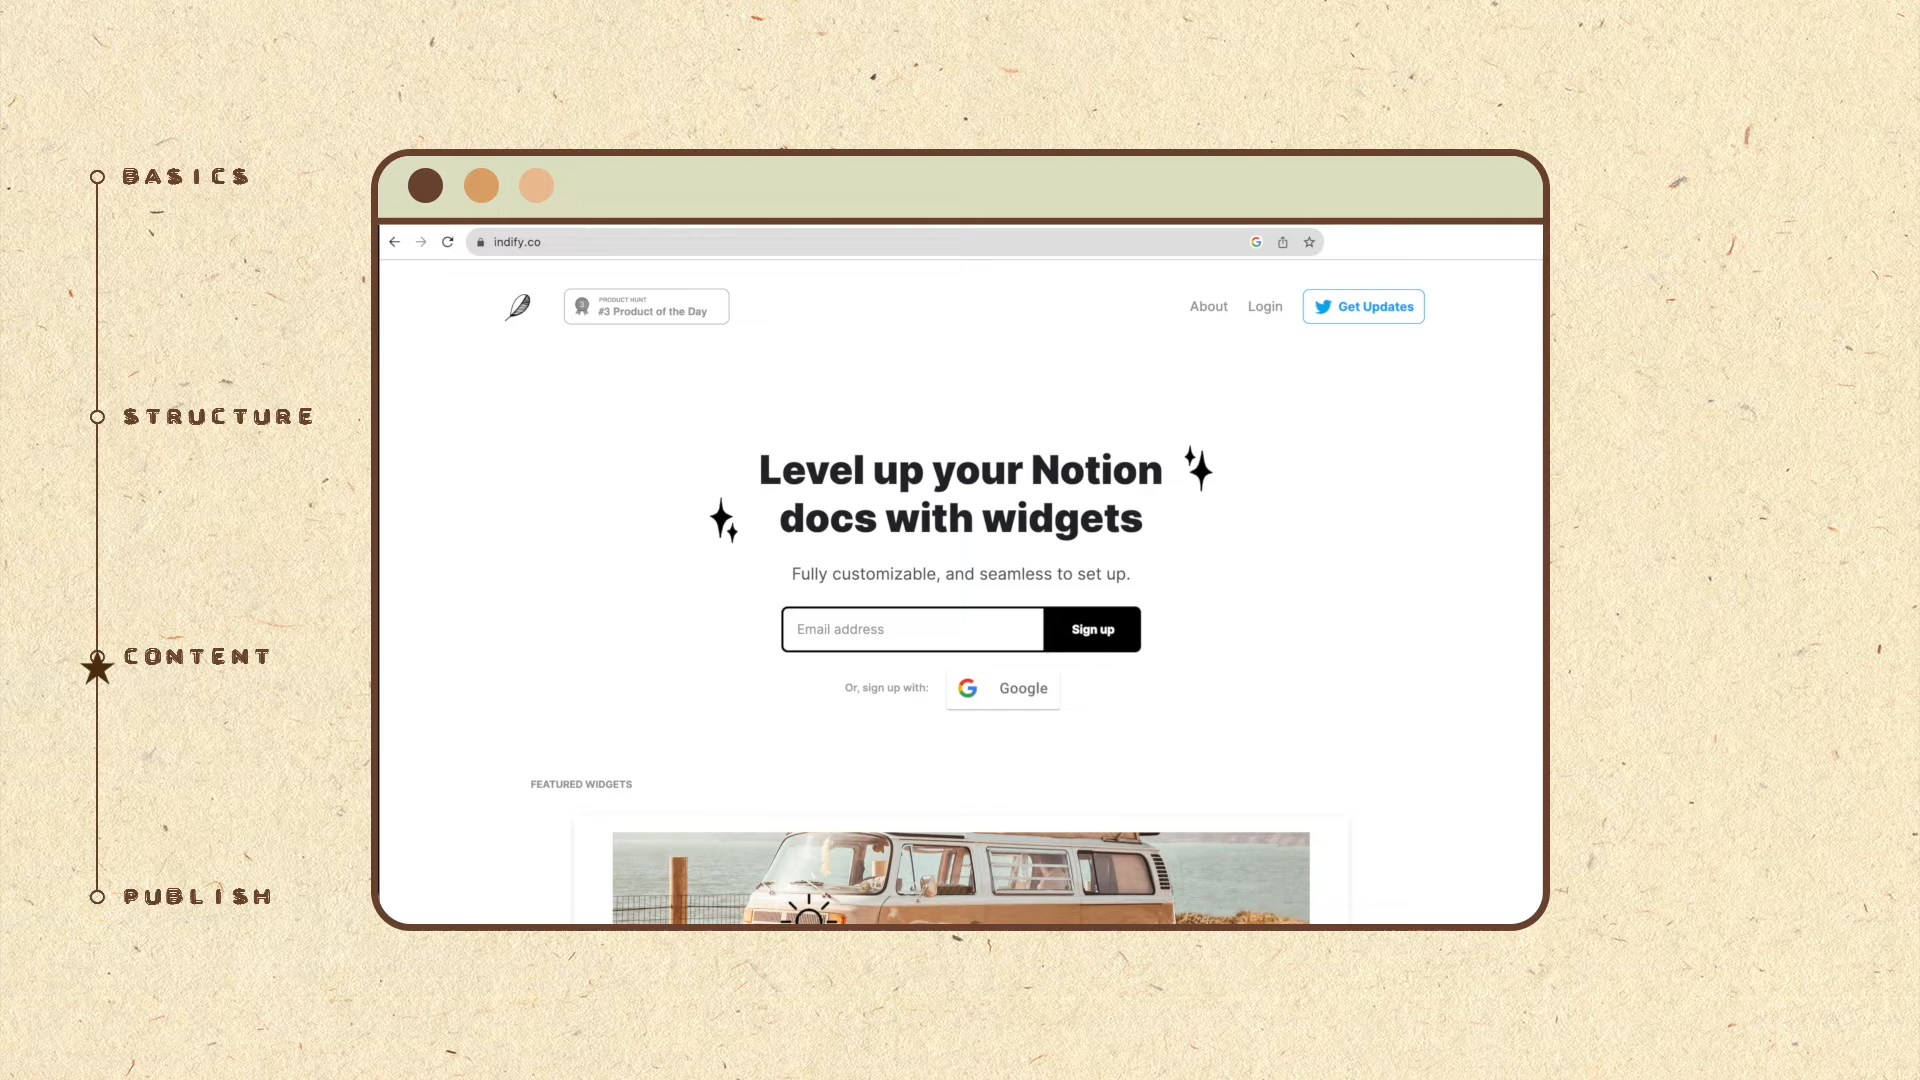 BASICS
STRUCTURE
CONTENT
PUBLISH
indify.co
PRODUCT HUNT
3
#3 Product of the Day
About
Login
Get Updates
Level up your Notion
docs with widgets
Fully customizable, and seamless to set up.
Email address
Sign up
Or, sign up with:
Google
FEATURED WIDGETS